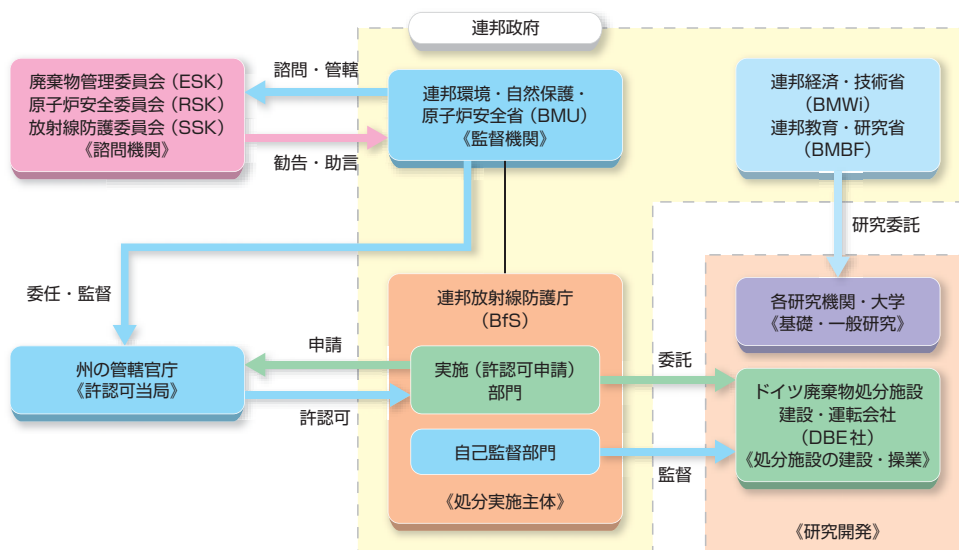 連邦政府
廃棄物管理委員会（ESK）
原子炉安全委員会（RSK）
放射線防護委員会（SSK）
《諮問機関》
諮問・管轄
勧告・助言
連邦環境・自然保護・
原子炉安全省（BMU）
《監督機関》
連邦経済・技術省
（BMWi）
連邦教育・研究省
（BMBF）
研究委託
委任・監督
連邦放射線防護庁
（BfS）
各研究機関・大学
《基礎・一般研究》
州の管轄官庁
《許認可当局》
申請
許認可
実施（許認可申請）
部門
自己監督部門
《処分実施主体》
委託
監督
ドイツ廃棄物処分施設
建設・運転会社
（DBE社）
《処分施設の建設・操業》
《研究開発》